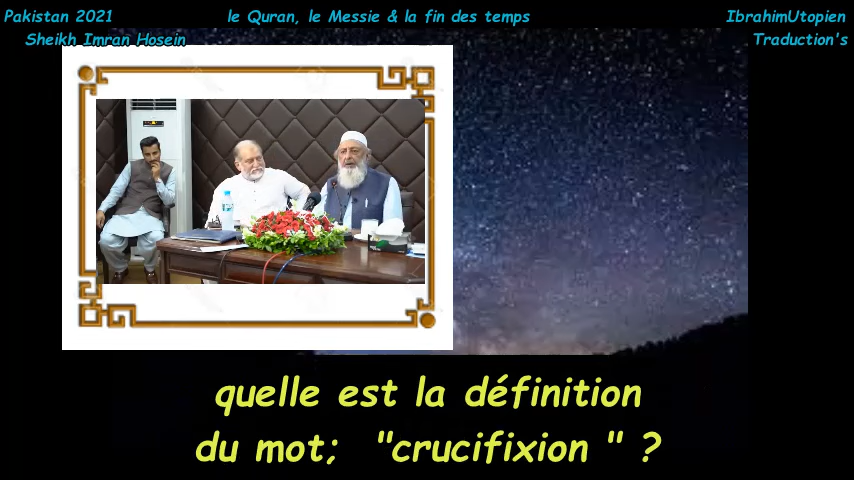 Pakistan 2021
le Quran, le Messie & la fin des temps
IbrahimUtopien
Sheikh Imran Hosein
Traduction's
quelle est la définition
du mot; "crucifixion " ?